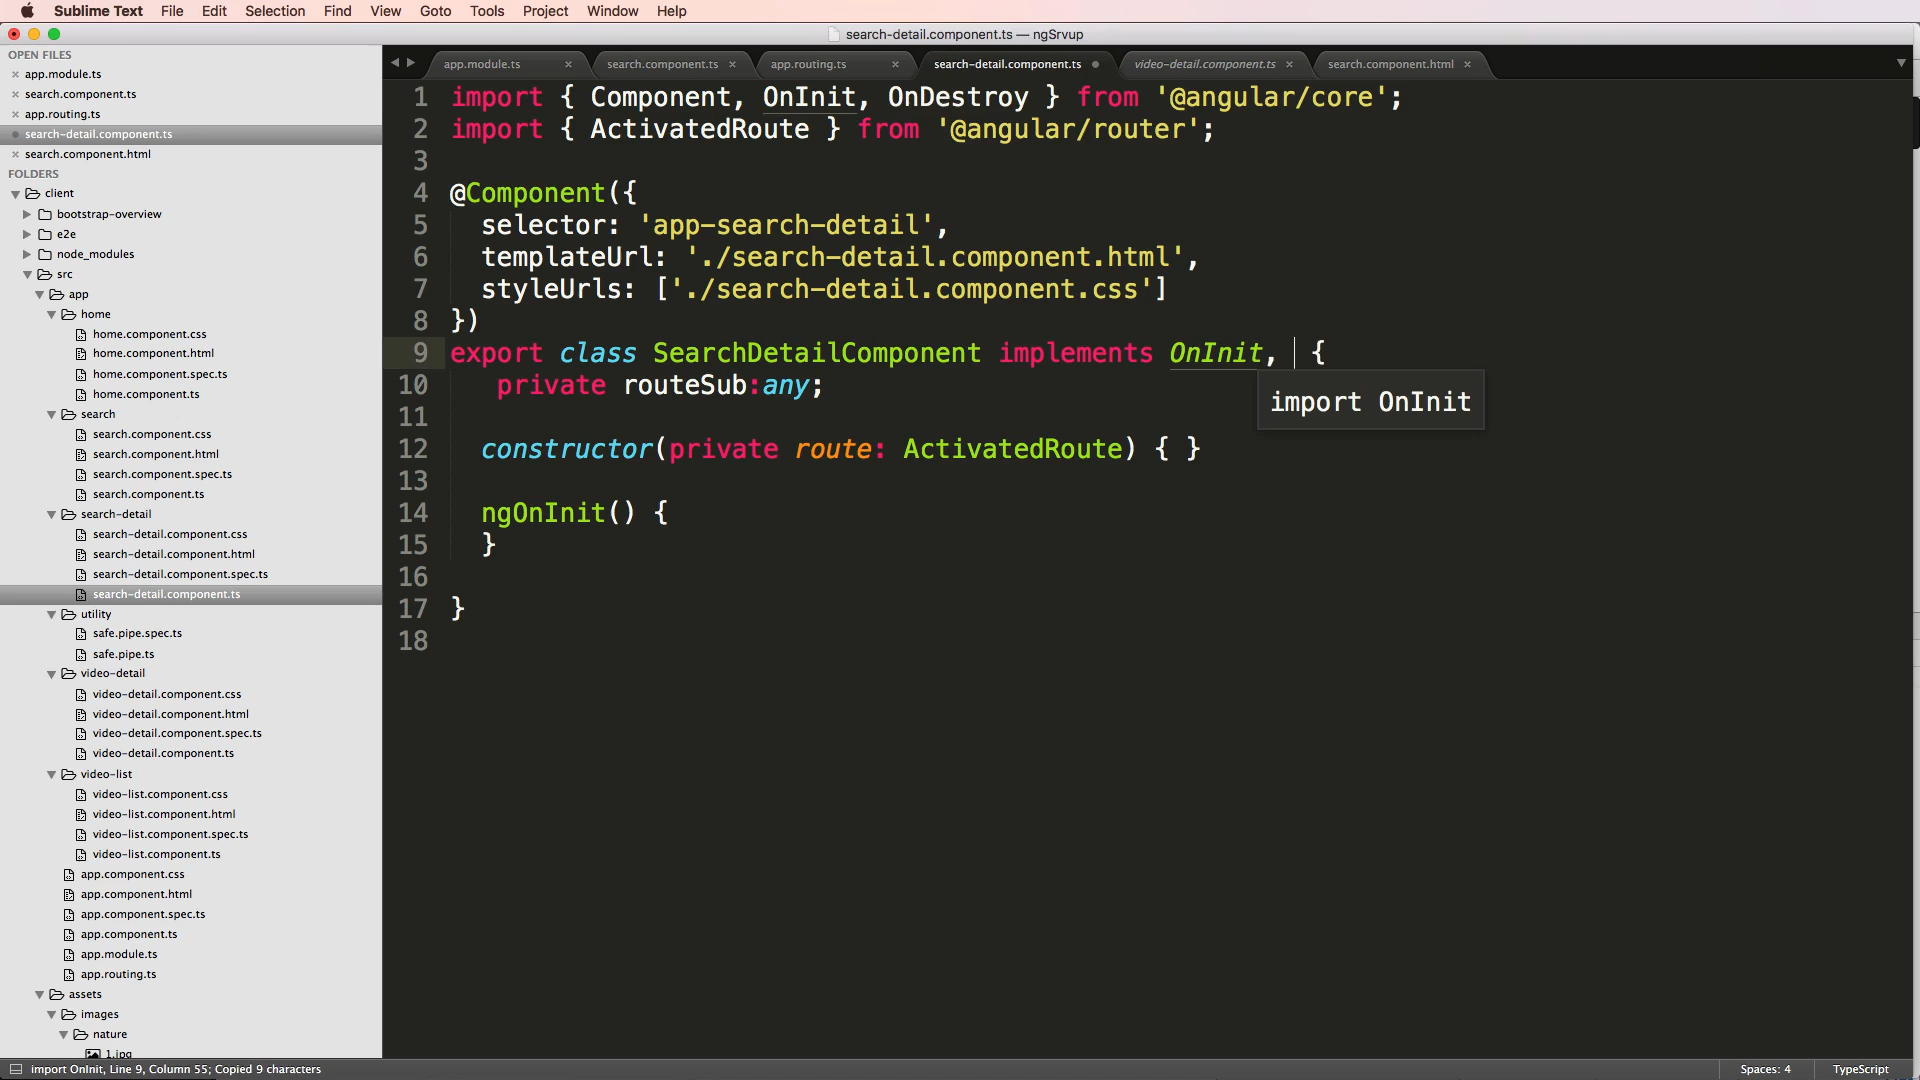 Sublime Text File Edit Selection Find View Goto Tools Project Window Help
search-detail.component.ts — ngSrvup
OPEN FILES
app.module.ts
search.component.ts
app.routing.ts
search-detail.component.ts
search.component.html
FOLDERS
client
bootstrap-overview
e2e
node_modules
src
app
home
home.component.css
home.component.html
home.component.spec.ts
home.component.ts
search
search.component.css
search.component.html
search.component.spec.ts
search.component.ts
search-detail
search-detail.component.css
search-detail.component.html
search-detail.component.spec.ts
search-detail.component.ts
utility
safe.pipe.spec.ts
safe.pipe.ts
video-detail
video-detail.component.css
video-detail.component.html
video-detail.component.spec.ts
video-detail.component.ts
video-list
video-list.component.css
video-list.component.html
video-list.component.spec.ts
video-list.component.ts
app.component.css
app.component.html
app.component.spec.ts
app.component.ts
app.module.ts
app.routing.ts
assets
images
nature
1.jpg
app.module.ts search.component.ts app.routing.ts search-detail.component.ts video-detail.component.ts search.component.html
1 import { Component, OnInit, OnDestroy } from '@angular/core';
2 import { ActivatedRoute } from '@angular/router';
3
4 @Component({
5 selector: 'app-search-detail',
6 templateUrl: './search-detail.component.html',
7 styleUrls: ['./search-detail.component.css']
8 })
9 export class SearchDetailComponent implements OnInit, {
10 private routeSub:any;
import OnInit
11
12 constructor(private route: ActivatedRoute) { }
13
14 ngOnInit() {
15 }
16
17 }
18
import OnInit, Line 9, Column 55; Copied 9 characters
Spaces: 4 TypeScript